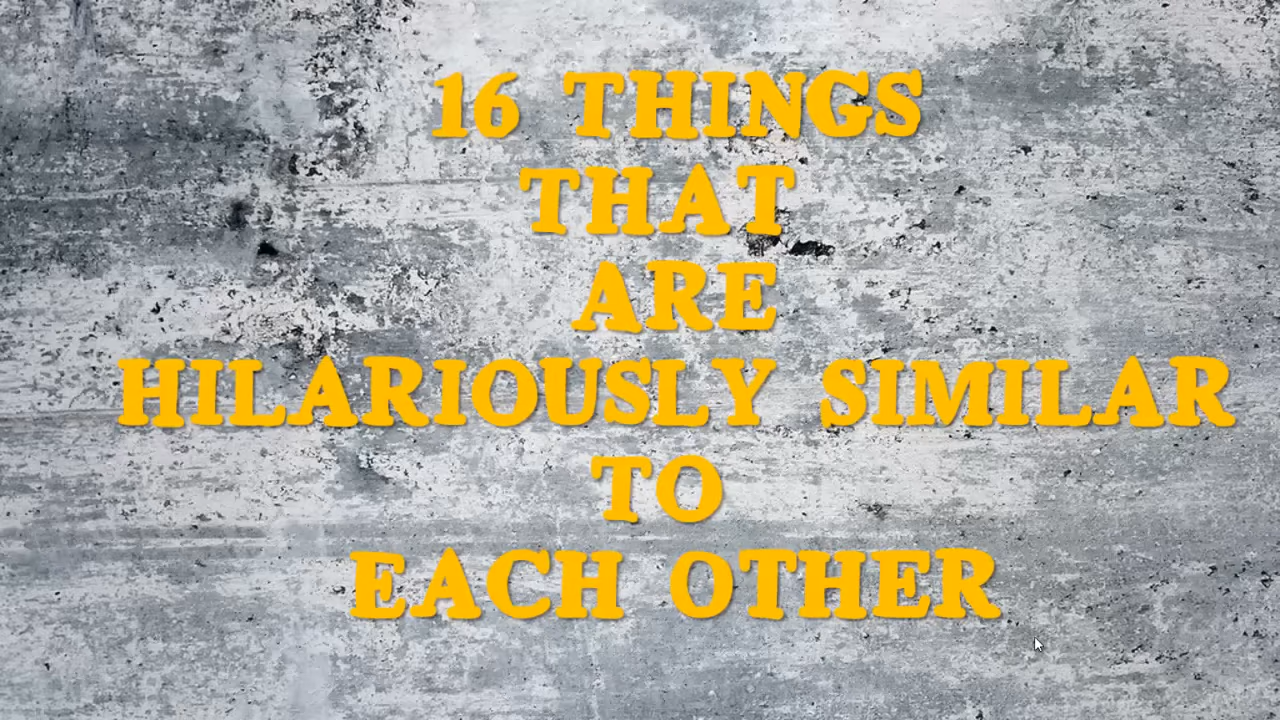 16 THINGS
THAT
ARE
HILARIOUSLY SIMILAR
TO
EACH OTHER